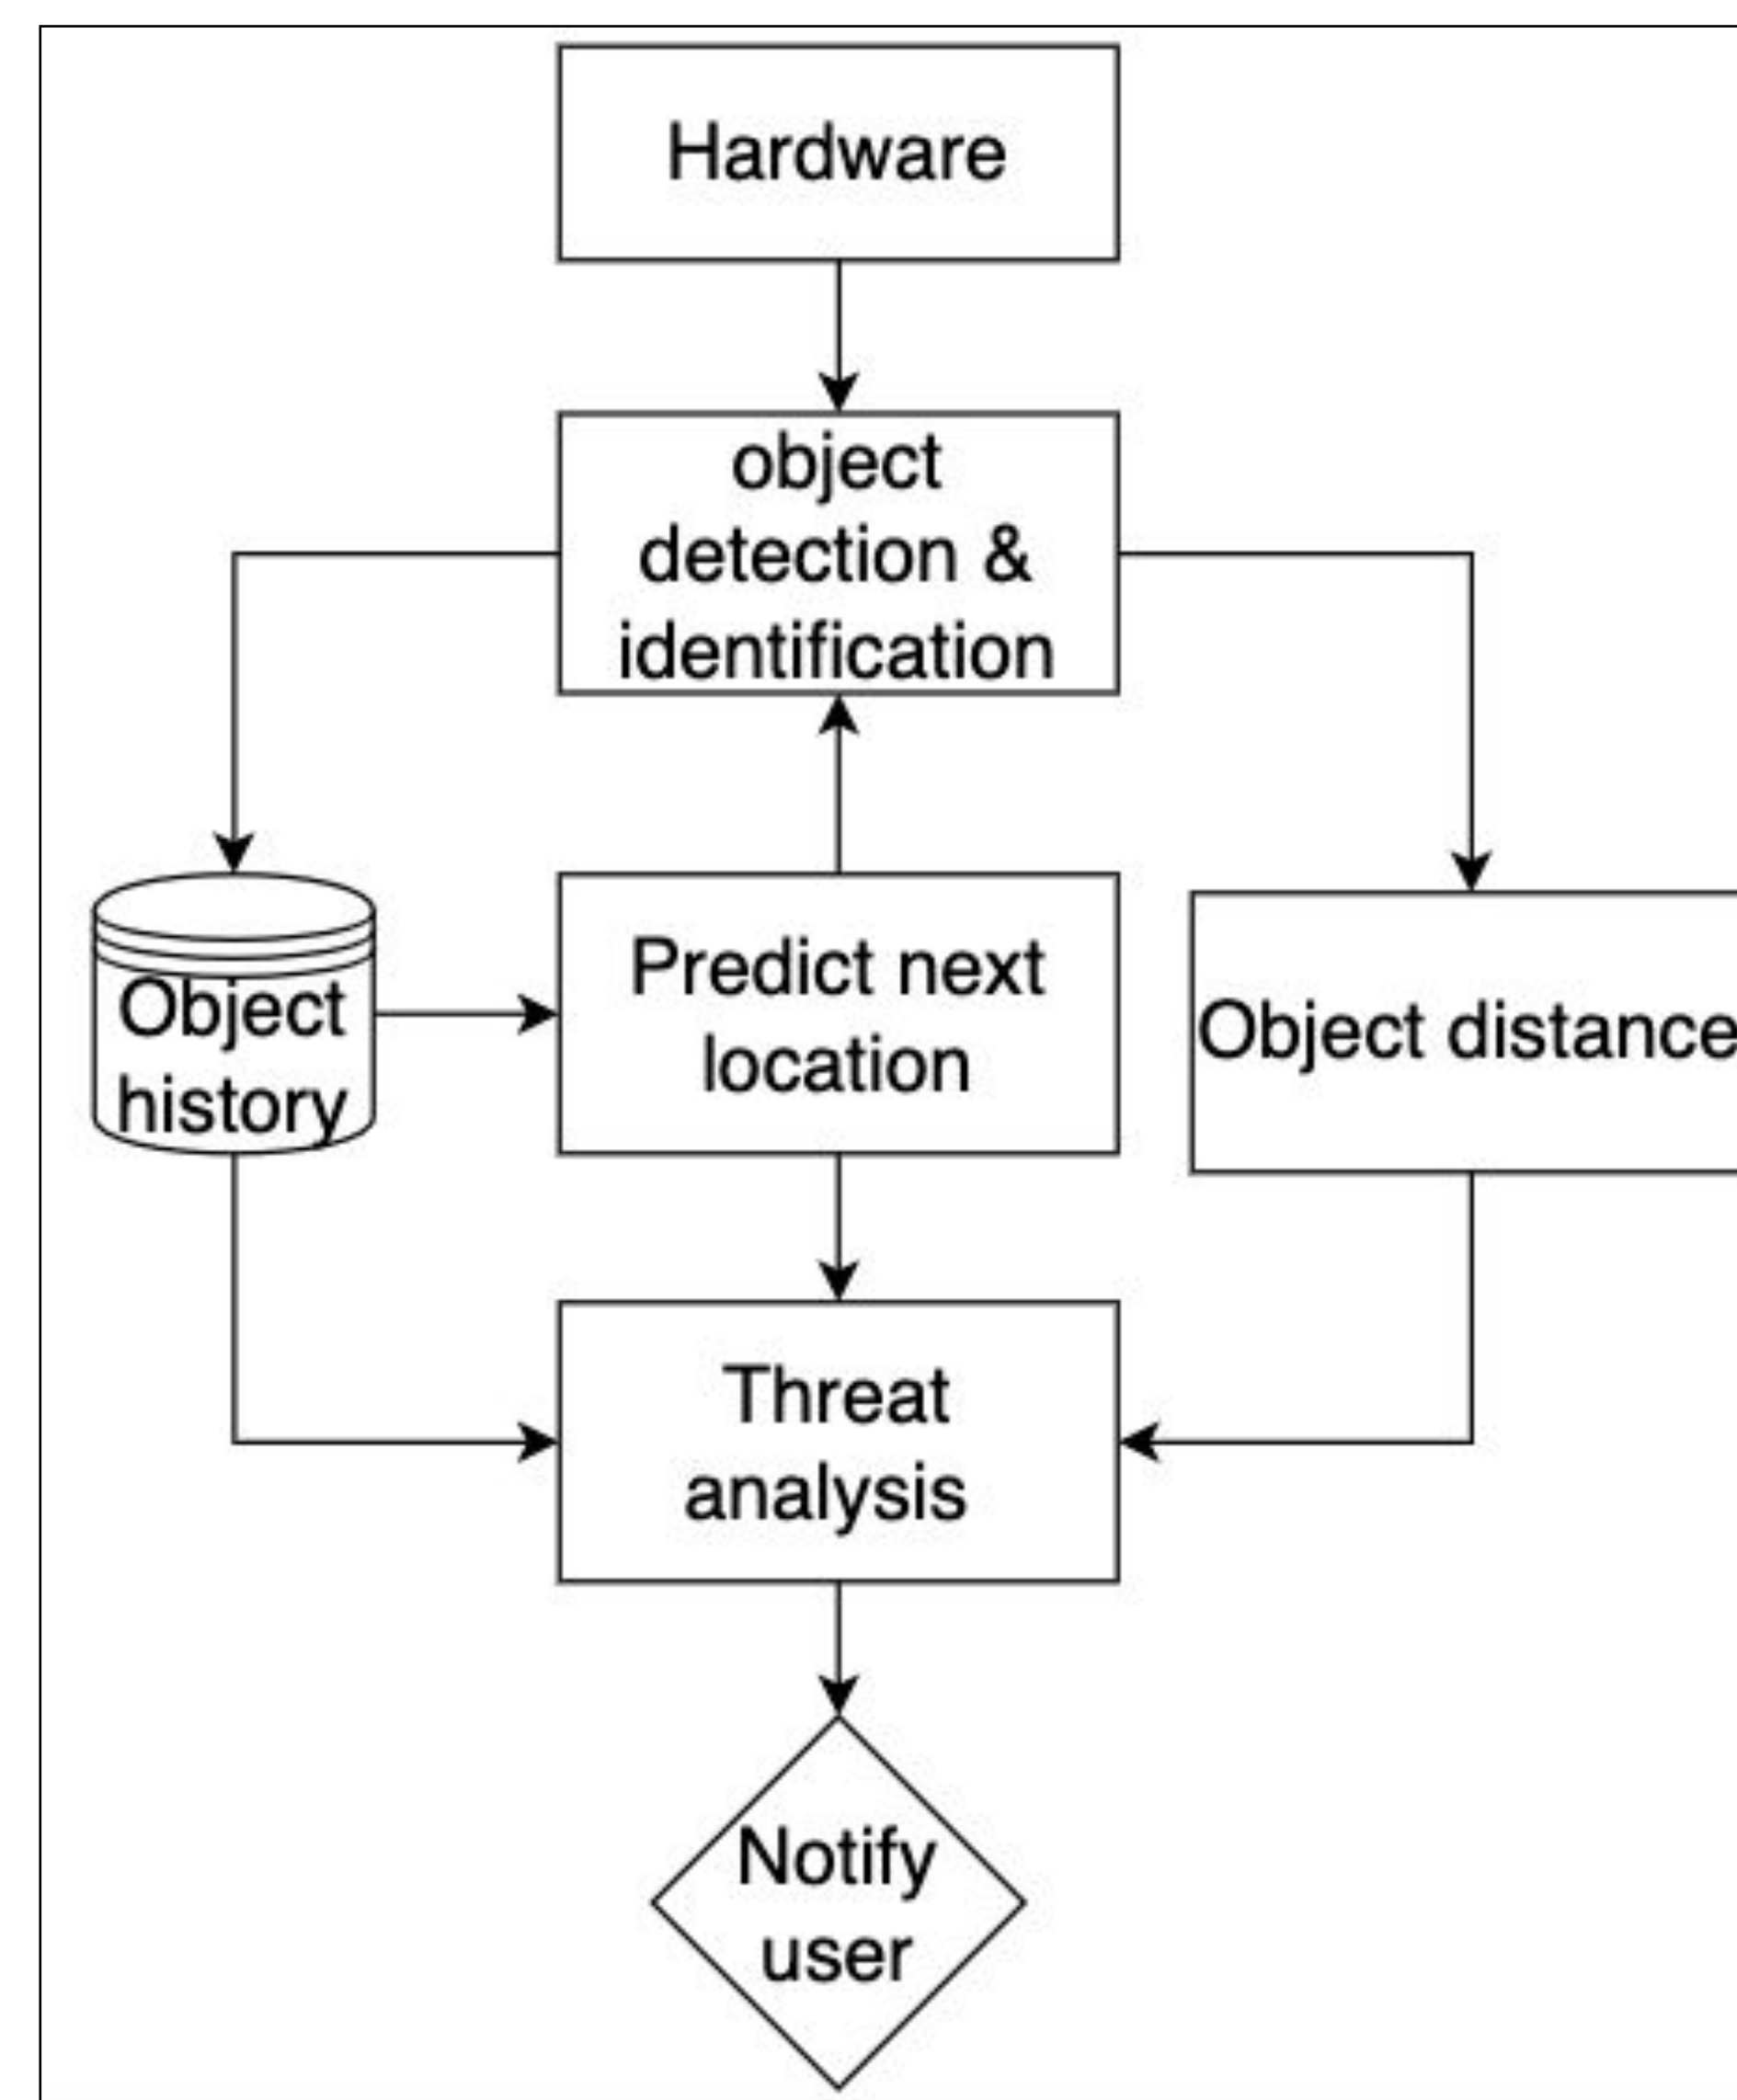 Hardware
object
detection &
identification
Object
history
Predict next
location
Object distance
Threat
analysis
Notify
user